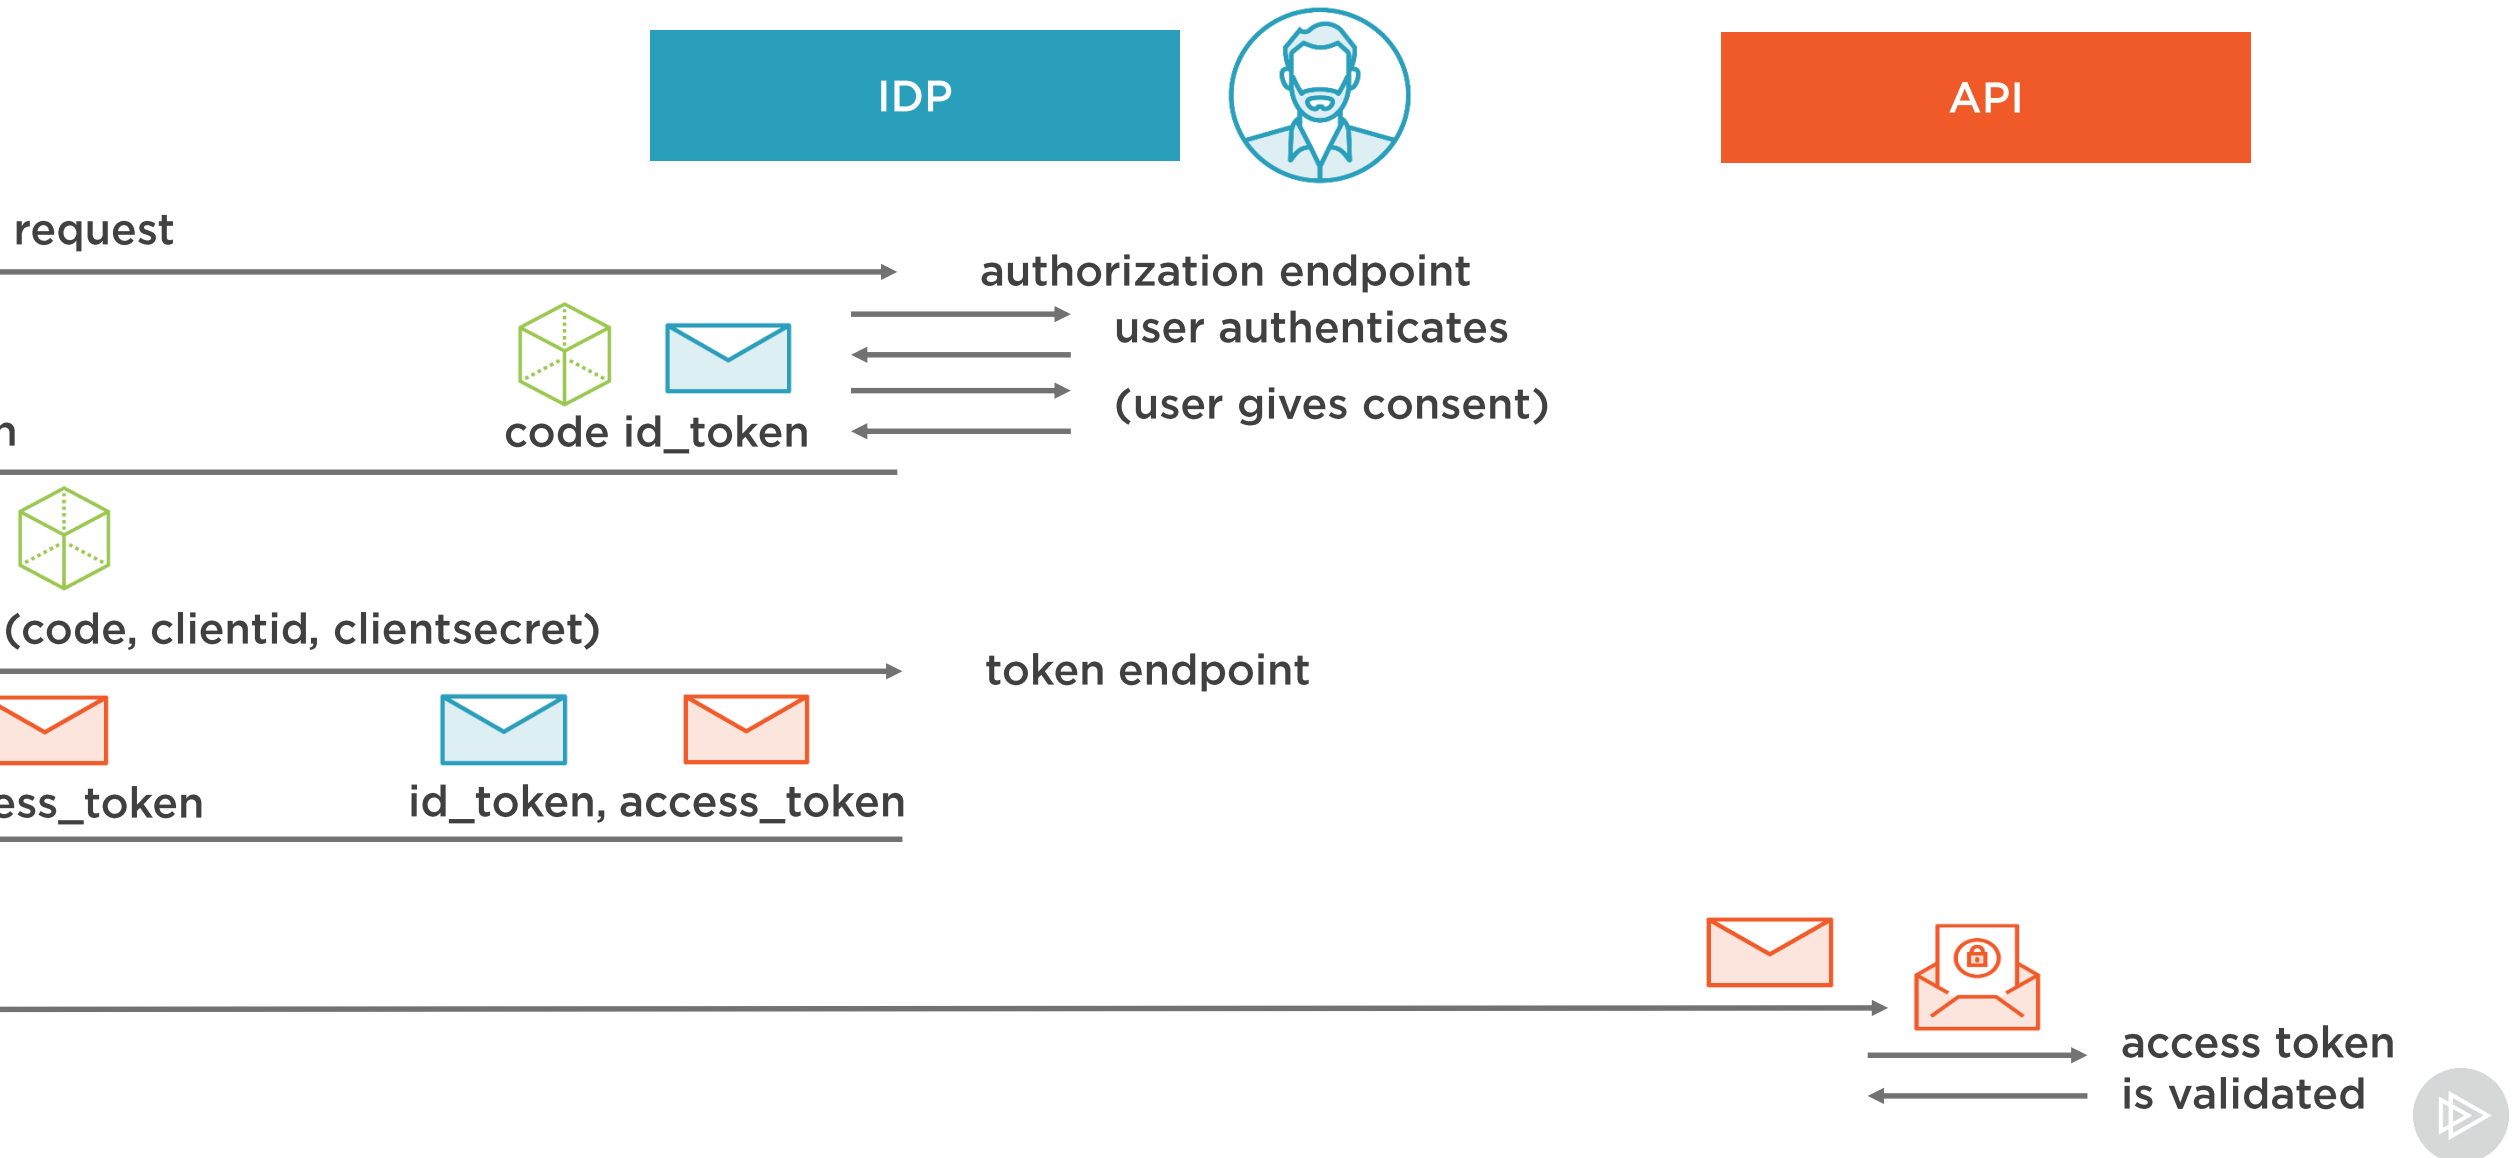 IDP
API
request
authorization endpoint
user authenticates
(user gives consent)
n
code id_token
(code, clientid, clientsecret)
token endpoint
ess_token
id_token, access_token
access token
is validated